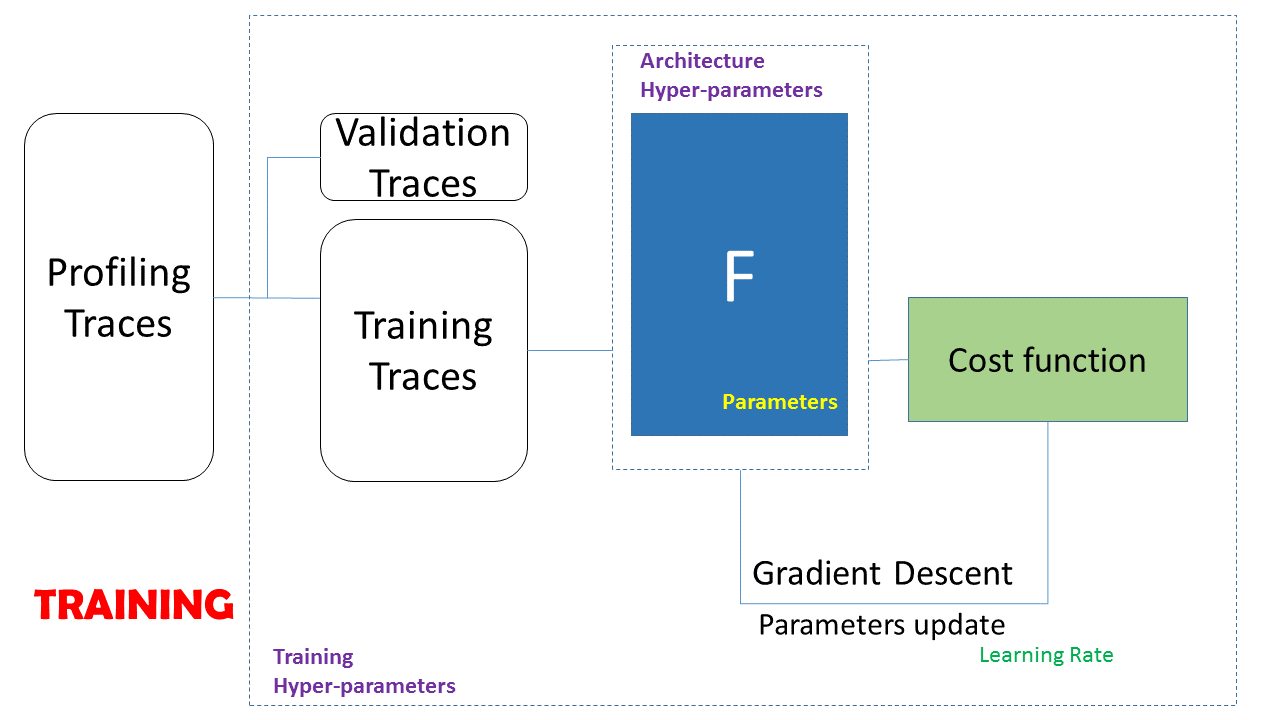 Architecture
Hyper-parameters
Validation
Traces
Profiling
Traces
Training
Traces
F
Parameters
Cost function
Gradient Descent
Parameters update
Learning Rate
TRAINING
Training
Hyper-parameters